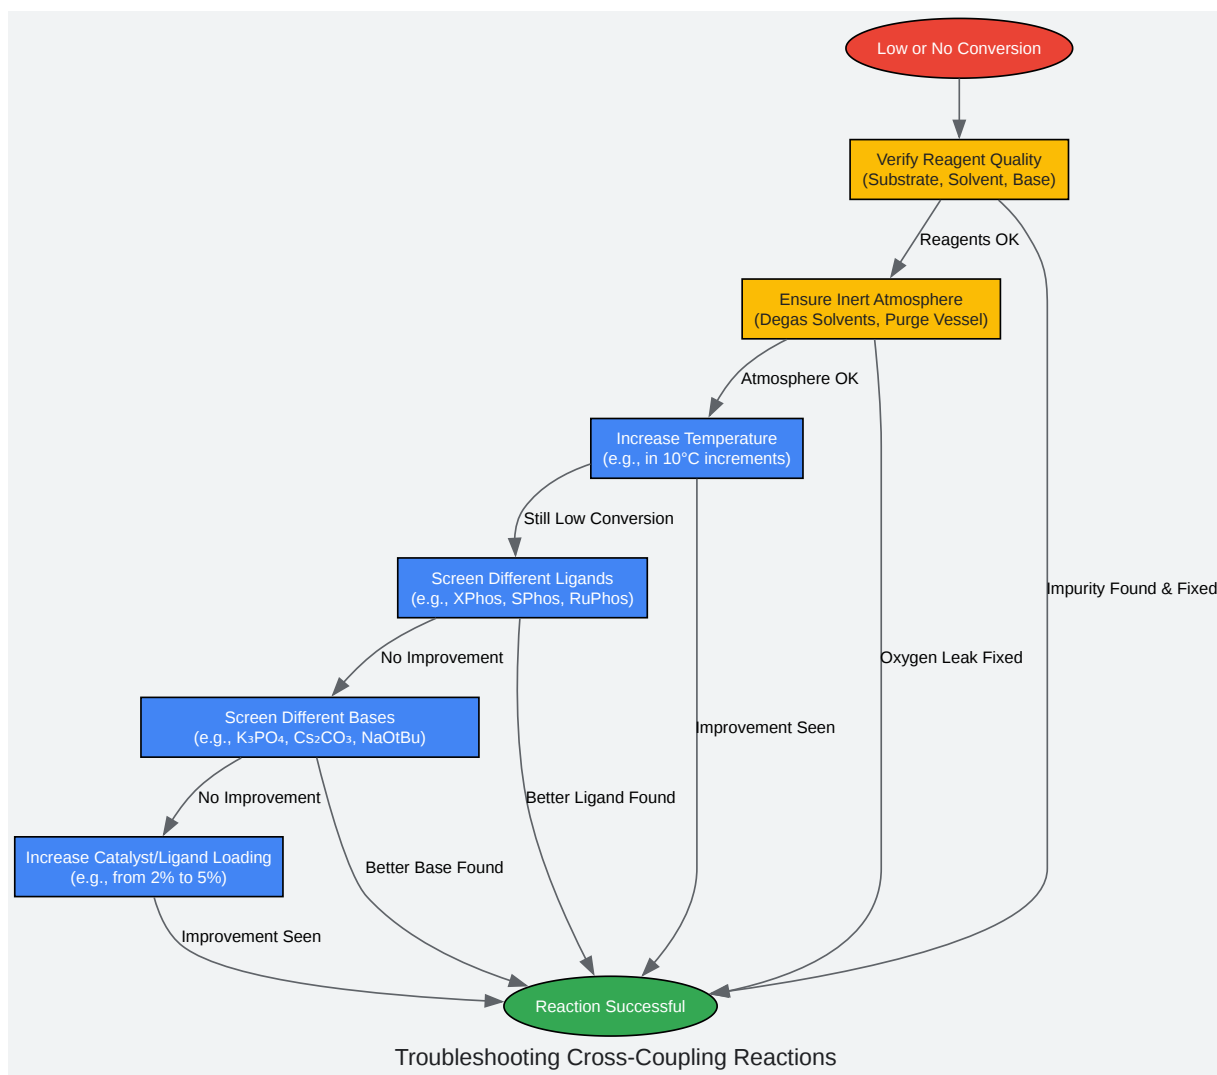 Low or No Conversion
Verify Reagent Quality
(Substrate, Solvent, Base)
Reagents OK
Ensure Inert Atmosphere
(Degas Solvents, Purge Vessel)
Atmosphere OK
Increase Temperature
(e.g., in 10°C increments)
Still Low Conversion
Screen Different Ligands
(e.g., XPhos, SPhos, RuPhos)
Impurity Found & Fixed
No Improvement
Oxygen Leak Fixed
Screen Different Bases
(e.g., K₃PO₄, Cs₂CO₃, NaOtBu)
Improvement Seen
No Improvement
Better Ligand Found
Increase Catalyst/Ligand Loading
(e.g., from 2% to 5%)
Better Base Found
Improvement Seen
Reaction Successful
Troubleshooting Cross-Coupling Reactions